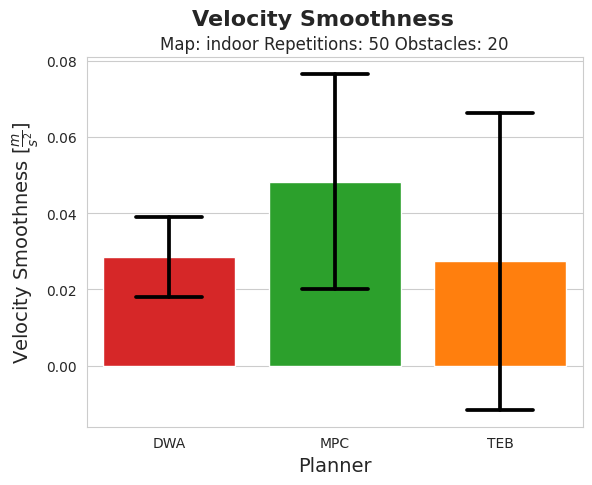 Velocity Smoothness
Map: indoor Repetitions: 50 Obstacles: 20
Velocity Smoothness [m/s²]
0.08
0.06
0.04
0.02
0.00
DWA MPC TEB
Planner